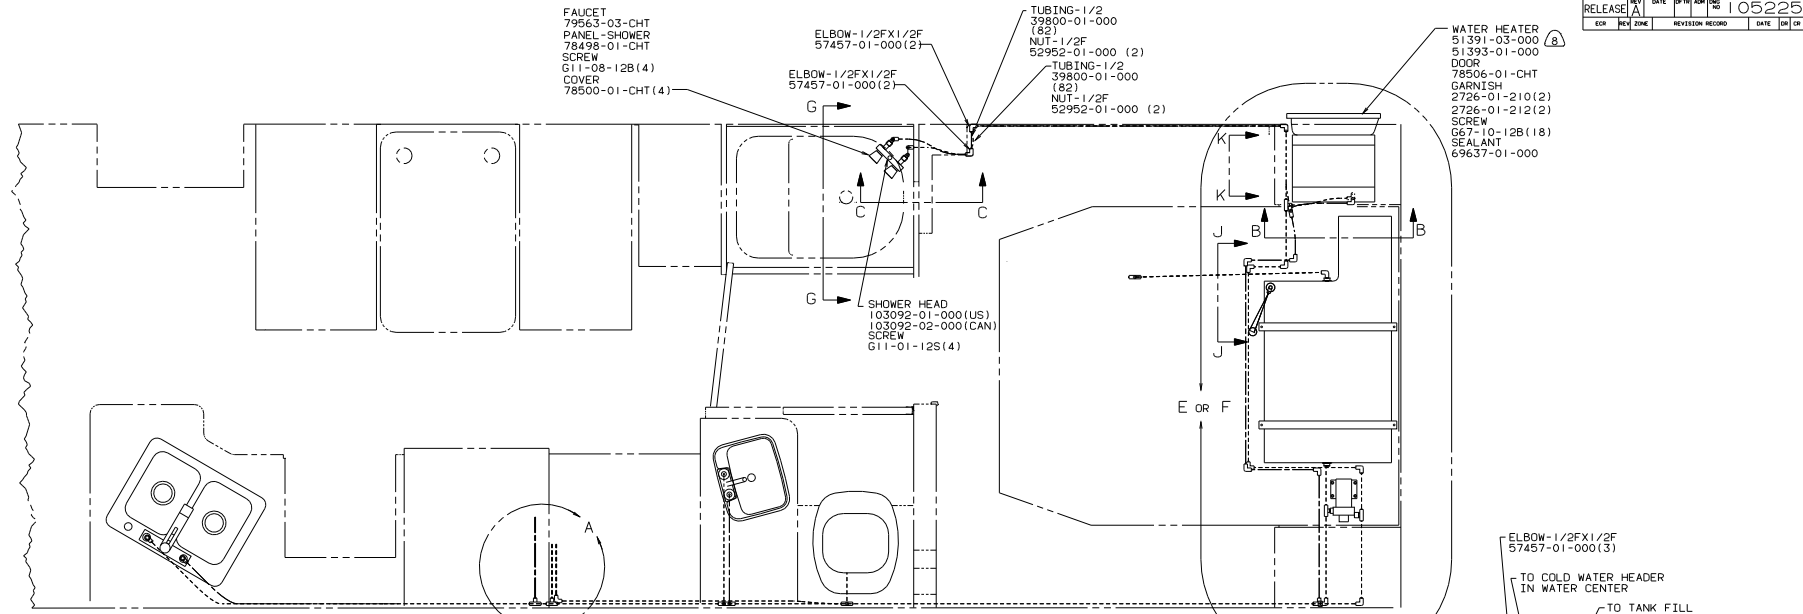 FAUCET
79563-03-CHT
PANEL-SHOWER
78498-01-CHT
SCREW
G11-08-12B(4)
COVER
78500-01-CHT(4)
ELBOW-1/2FX1/2F
57457-01-000(2)
ELBOW-1/2FX1/2F
57457-01-000(2)
TUBING-1/2
39800-01-000
(82)
NUT-1/2F
52952-01-000 (2)
TUBING-1/2
39800-01-000
(82)
NUT-1/2F
52952-01-000 (2)
RELEASE REV A DATE DFTR ADM DWG NO 105225
ECR REV ZONE REVISION RECORD DATE DR CR
WATER HEATER
51391-03-000 8
51393-01-000
DOOR
78506-01-CHT
GARNISH
2726-01-210(2)
2726-01-212(2)
SCREW
G67-10-12B(18)
SEALANT
69637-01-000
G
G
C
C
K
K
B
B
J
J
SHOWER HEAD
103092-01-000(US)
103092-02-000(CAN)
SCREW
G11-01-12S(4)
E OR F
A
ELBOW-1/2FX1/2F
57457-01-000(3)
TO COLD WATER HEADER
IN WATER CENTER
TO TANK FILL